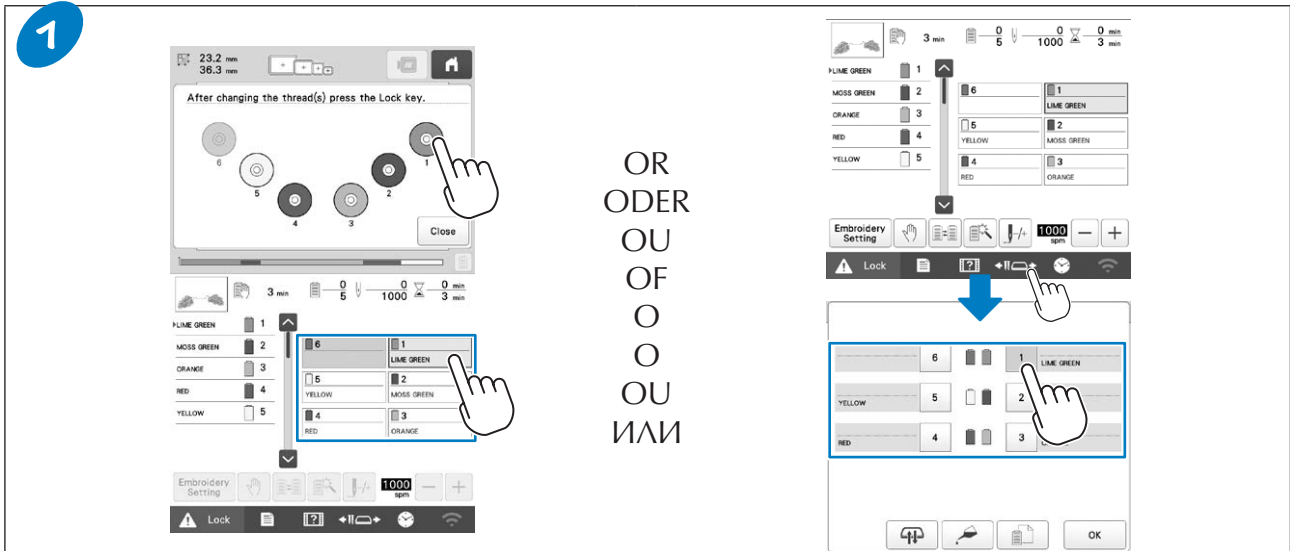 1
23.2 mm
36.3 mm
After changing the thread(s) press the Lock key.
6
1
5
2
4
3
Close
3 min
0
5
0
1000
0 min
3 min
LIME GREEN 1
MOSS GREEN 2
ORANGE 3
RED 4
YELLOW 5
6
1
LIME GREEN
5
YELLOW
2
MOSS GREEN
4
RED
3
ORANGE
Embroidery
Setting
1000
spm
Lock
OR
ODER
OU
OF
O
O
OU
ИЛИ
3 min
0
5
0
1000
0 min
3 min
LIME GREEN 1
MOSS GREEN 2
ORANGE 3
RED 4
YELLOW 5
6
1
LIME GREEN
5
YELLOW
2
MOSS GREEN
4
RED
3
ORANGE
Embroidery
Setting
1000
spm
Lock
6 1 LIME GREEN
YELLOW 5 2
RED 4 3
OK